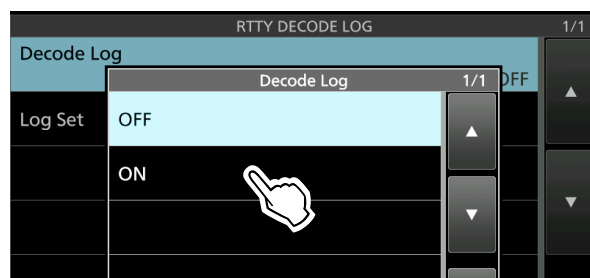 RTTY DECODE LOG 1/1
Decode Log
Decode Log 1/1
OFF
Log Set
OFF
ON